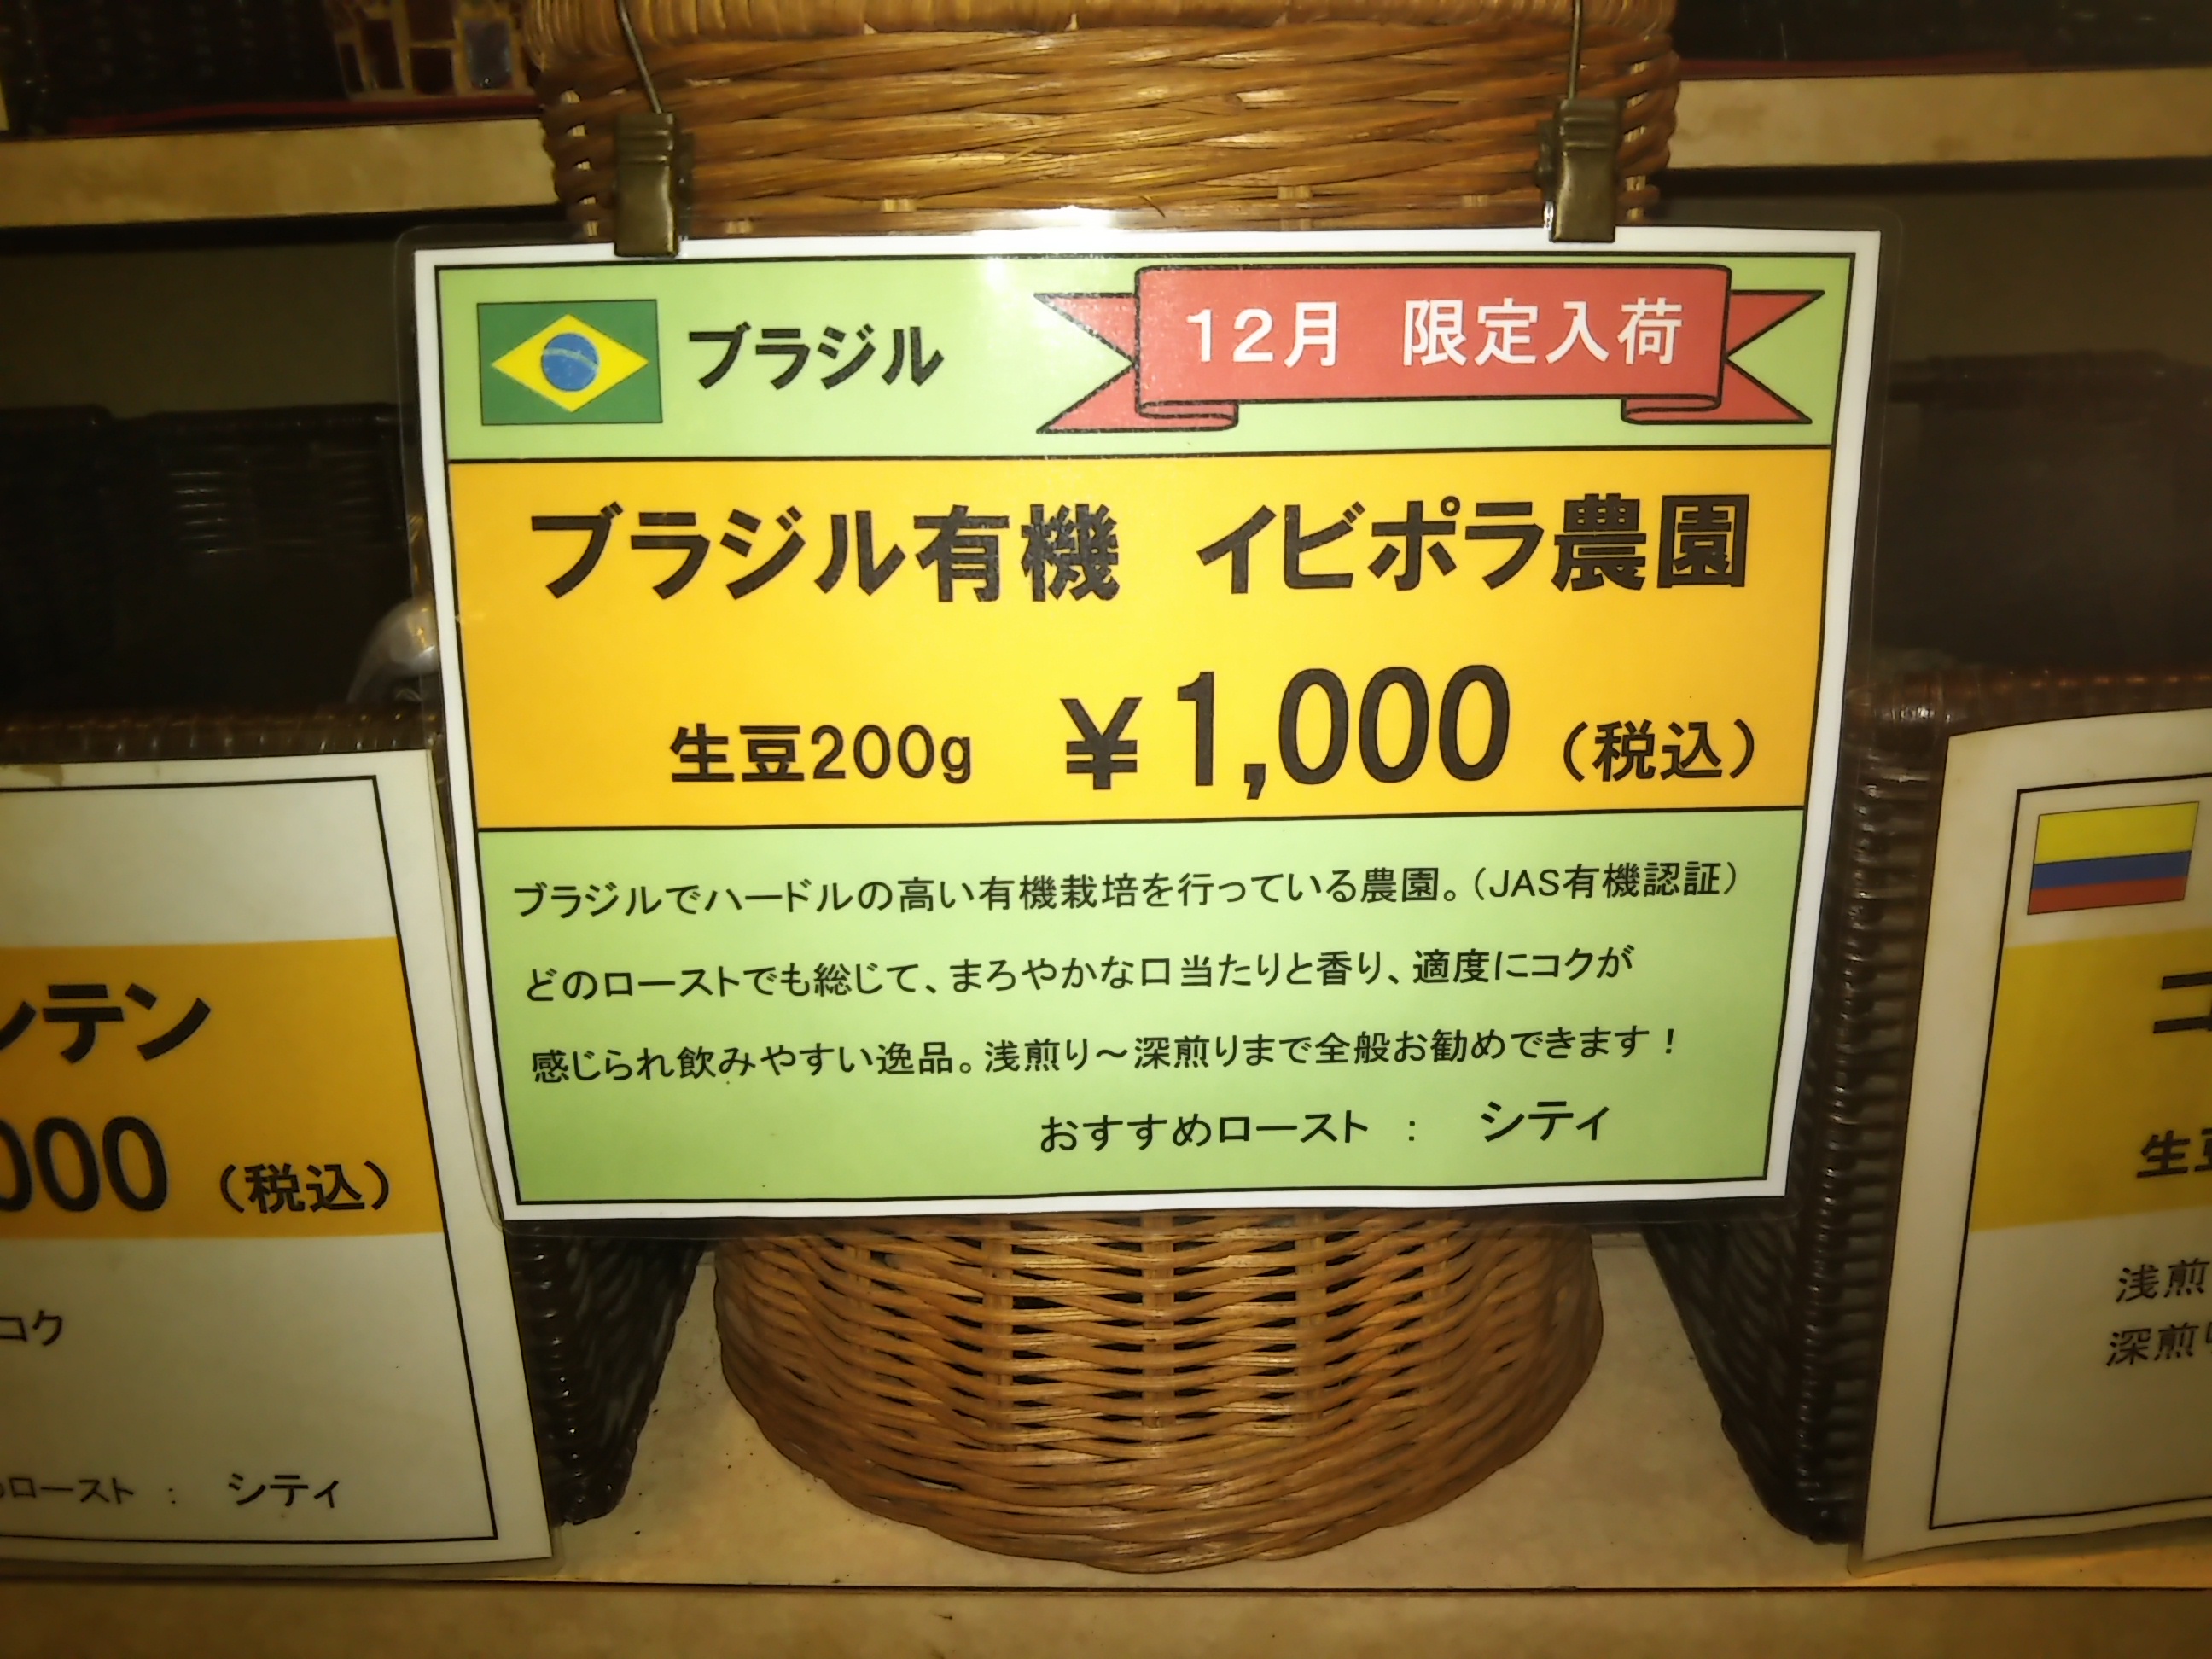 ブラジル
12月 限定入荷
ブラジル有機 イビポラ農園
生豆200g ¥1,000（税込）
ブラジルでハードルの高い有機栽培を行っている農園。（JAS有機認証）
どのローストでも総じて、まろやかな口当たりと香り、適度にコクが
感じられ飲みやすい逸品。浅煎り～深煎りまで全般お勧めできます！
おすすめロースト ： シティ
ンテン
000（税込）
コク
ロースト ： シティ
コ
生豆
浅煎
深煎り